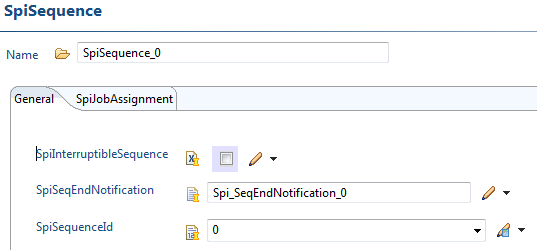 SpiSequence
Name SpiSequence_0
General SpiJobAssignment
SpiInterruptibleSequence
SpiSeqEndNotification Spi_SeqEndNotification_0
SpiSequenceId 0